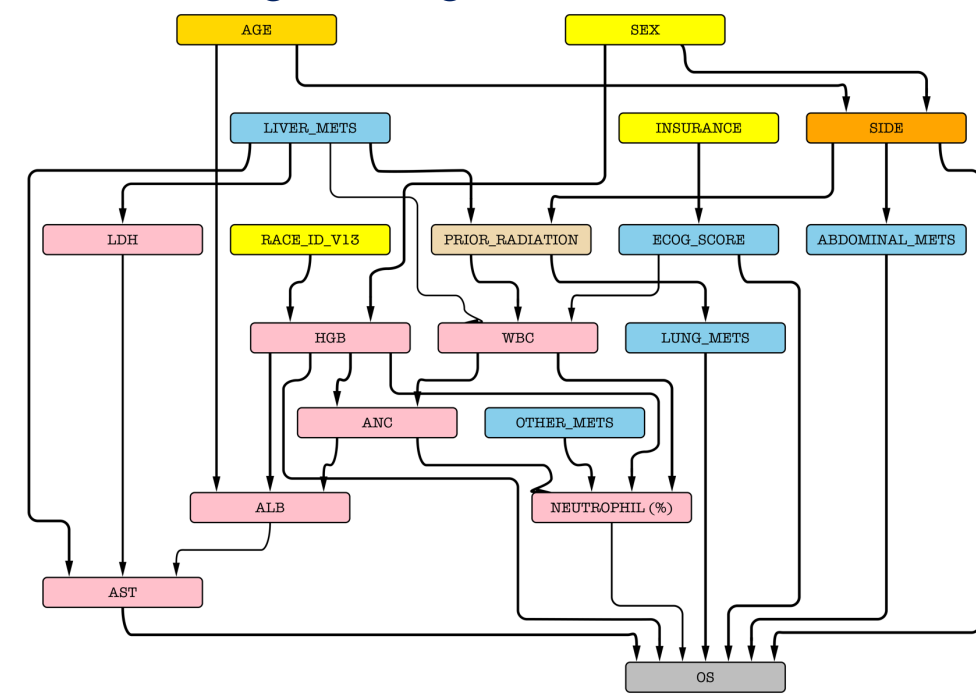 AGE
SEX
LIVER_METS
INSURANCE
SIDE
LDH
RACE_ID_V13
PRIOR_RADIATION
ECOG_SCORE
ABDOMINAL_METS
HGB
WBC
LUNG_METS
ANC
OTHER_METS
ALB
NEUTROPHIL (%)
AST
OS